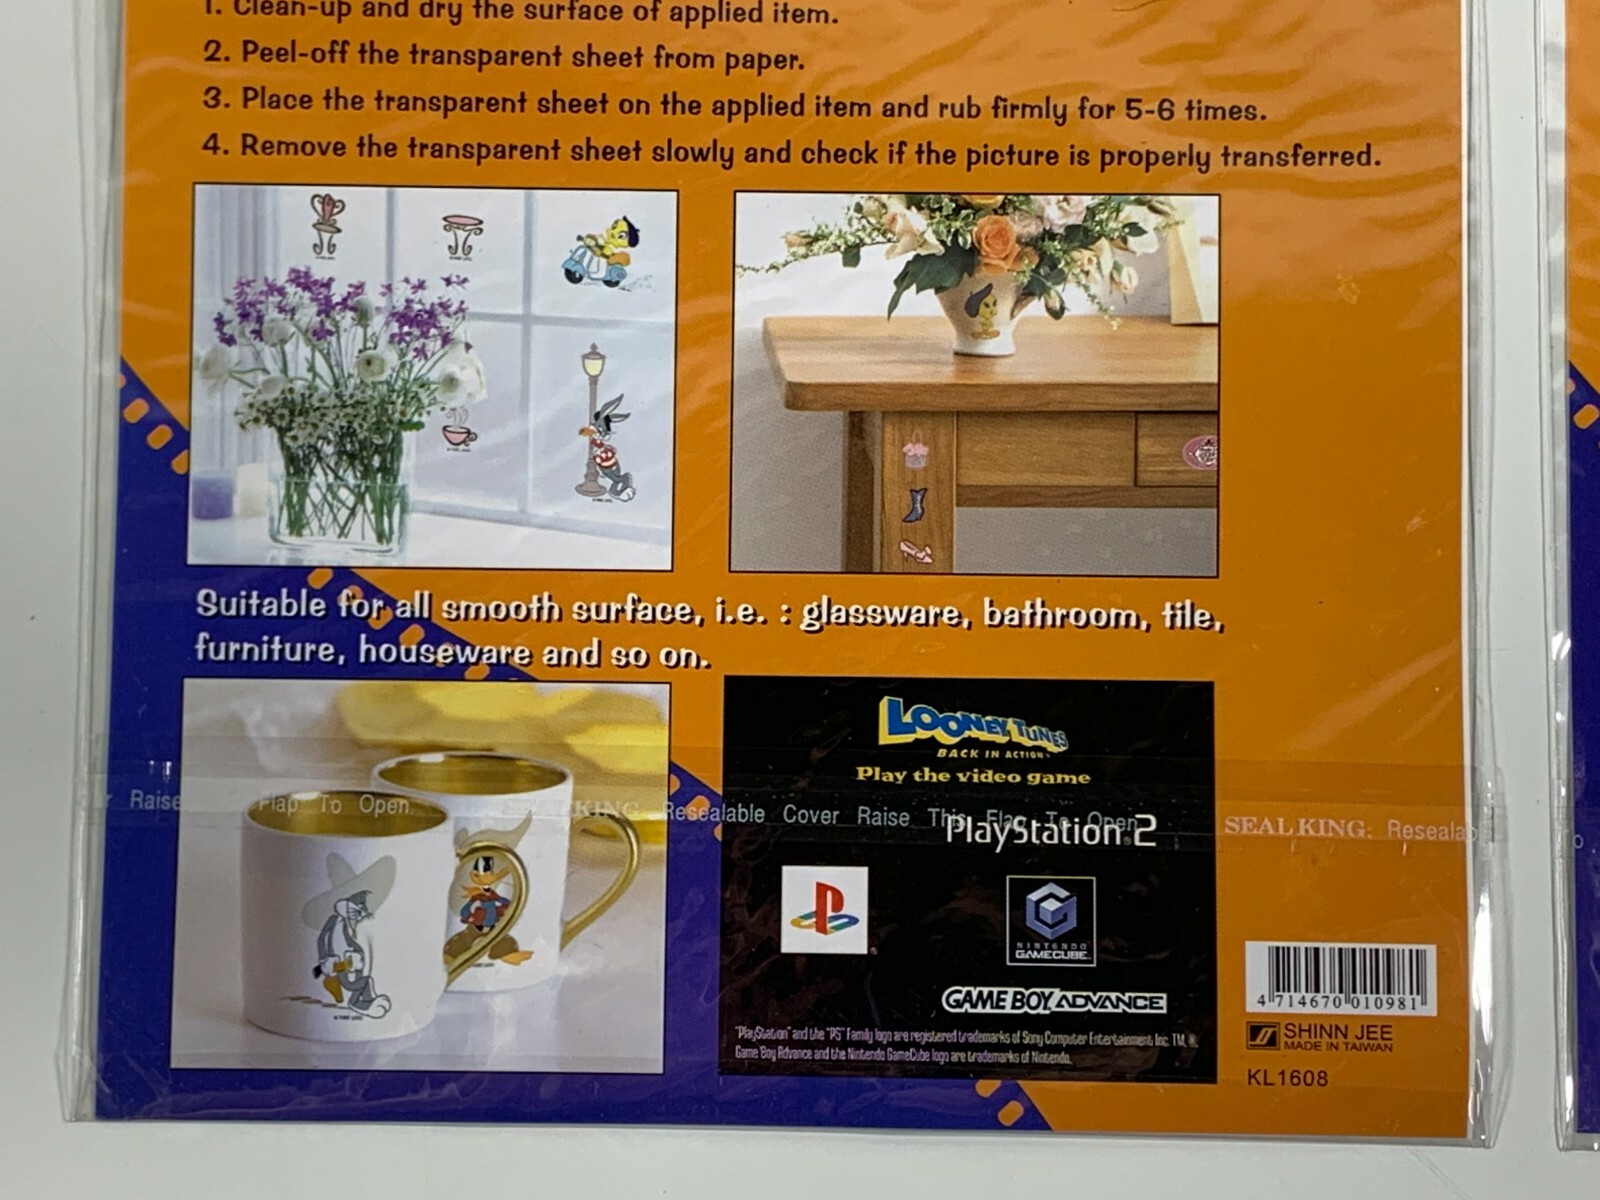 1. Clean-up and dry the surface of applied item.
2. Peel-off the transparent sheet from paper.
3. Place the transparent sheet on the applied item and rub firmly for 5-6 times.
4. Remove the transparent sheet slowly and check if the picture is properly transferred.
Suitable for all smooth surface, i.e. : glassware, bathroom, tile,
furniture, houseware and so on.
LOONEY TUNES
BACK IN ACTION
Play the video game
Raise Flap To Open. SEALKING: Resealable Cover Raise This Flap To Open. SEALKING: Resealab
PlayStation®2
NINTENDO
GAMECUBE
GAME BOY ADVANCE
"PlayStation" and the "PS" Family logo are registered trademarks of Sony Computer Entertainment Inc. TM, ®,
Game Boy Advance and the Nintendo GameCube logo are trademarks of Nintendo.
4 714670 010981
SHINN JEE
MADE IN TAIWAN
KL1608